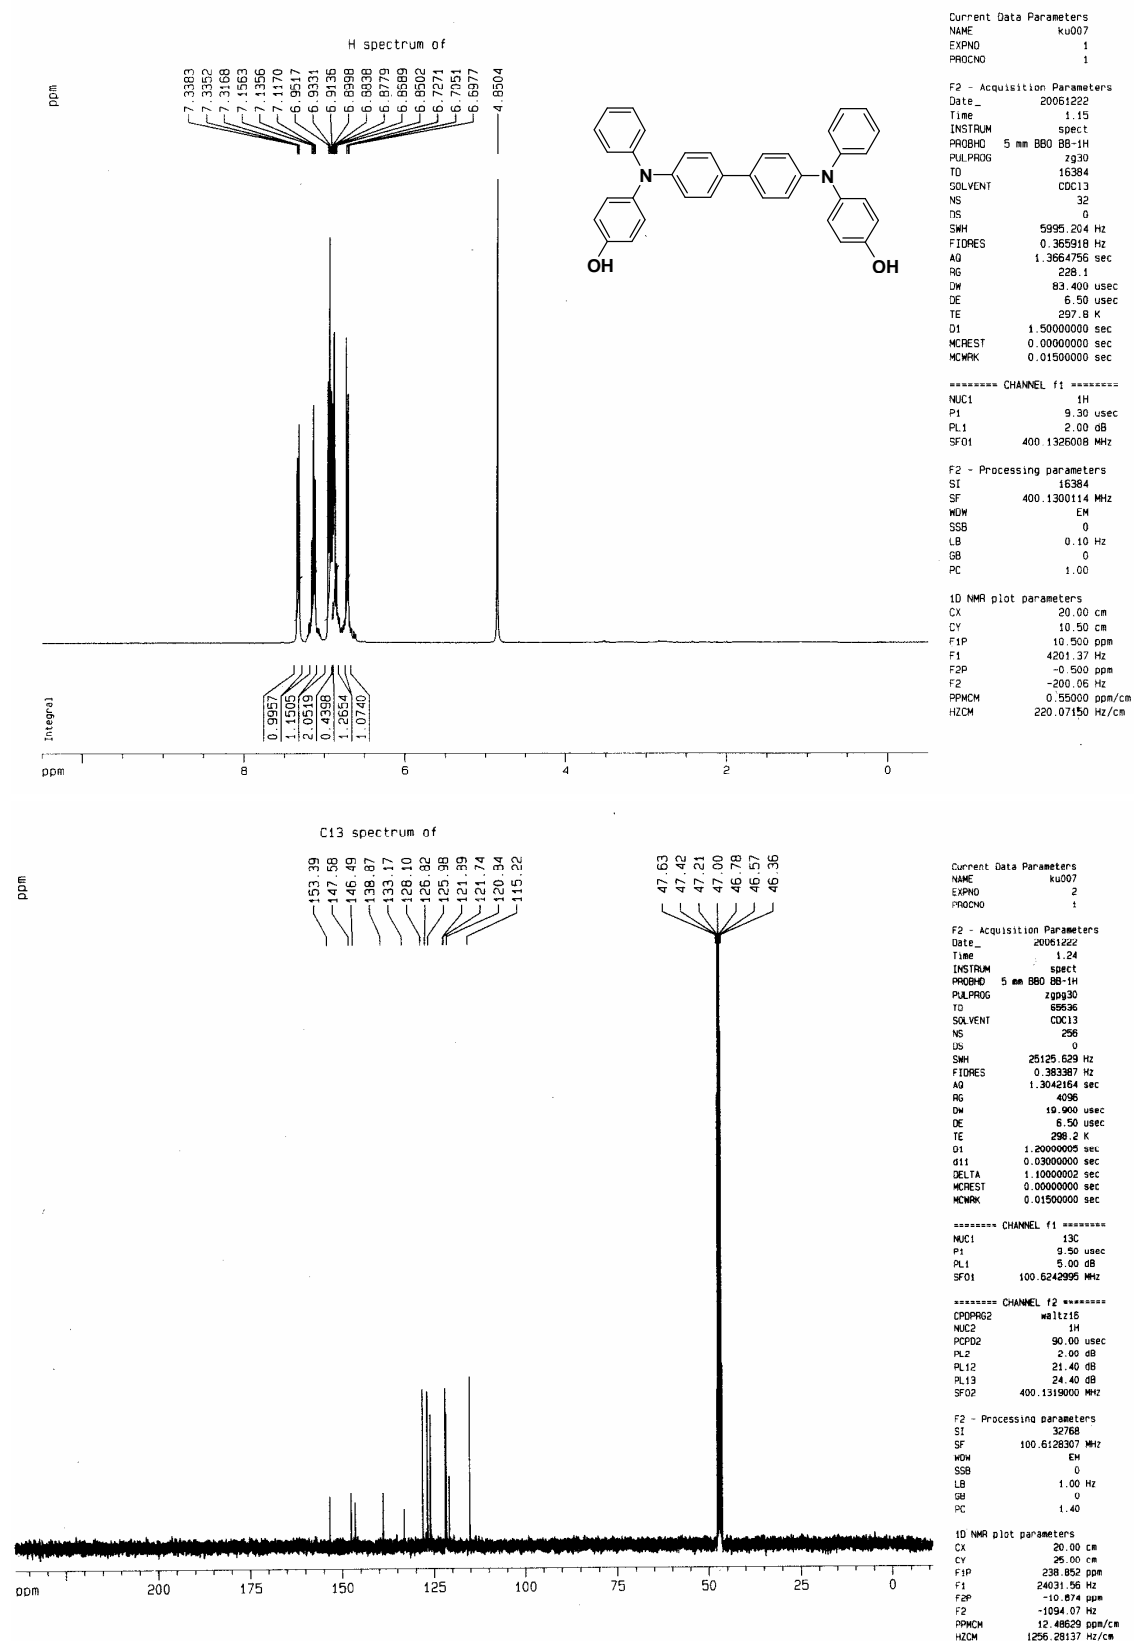 H spectrum of
ppm
7.3383
7.3352
7.3168
7.1563
7.1356
7.1170
6.9517
6.9331
6.9136
6.8998
6.8838
6.8779
6.8689
6.8502
6.7271
6.7051
6.6977
4.8504
N
N
OH
OH
Integral
0.9957
1.1505
2.0519
0.4398
1.2654
1.0740
ppm
8
6
4
2
0
Current Data Parameters
NAME ku007
EXPNO 1
PROCNO 1
F2 - Acquisition Parameters
Date_ 20061222
Time 1.15
INSTRUM spect
PROBHD 5 mm BBO BB-1H
PULPROG zg30
TD 16384
SOLVENT CDCl3
NS 32
DS 0
SWH 5995.204 Hz
FIDRES 0.365918 Hz
AQ 1.3664756 sec
RG 228.1
DW 83.400 usec
DE 6.50 usec
TE 297.8 K
D1 1.50000000 sec
MCREST 0.00000000 sec
MCWRK 0.01500000 sec
======== CHANNEL f1 ========
NUC1 1H
P1 9.30 usec
PL1 2.00 dB
SFO1 400.1326008 MHz
F2 - Processing parameters
SI 16384
SF 400.1300114 MHz
WDW EM
SSB 0
LB 0.10 Hz
GB 0
PC 1.00
1D NMR plot parameters
CX 20.00 cm
CY 10.50 cm
F1P 10.500 ppm
F1 4201.37 Hz
F2P -0.500 ppm
F2 -200.06 Hz
PPMCM 0.55000 ppm/cm
HZCM 220.07150 Hz/cm
C13 spectrum of
ppm
153.39
147.58
146.49
138.87
133.17
128.10
126.82
125.98
121.89
121.74
120.84
115.22
47.63
47.42
47.21
47.00
46.78
46.57
46.36
ppm
200
175
150
125
100
75
50
25
0
Current Data Parameters
NAME ku007
EXPNO 2
PROCNO 1
F2 - Acquisition Parameters
Date_ 20061222
Time 1.24
INSTRUM spect
PROBHD 5 mm BBO BB-1H
PULPROG zgpg30
TD 65536
SOLVENT CDCl3
NS 256
DS 0
SWH 25125.629 Hz
FIDRES 0.383387 Hz
AQ 1.3042164 sec
RG 4096
DW 19.900 usec
DE 6.50 usec
TE 298.2 K
D1 1.20000005 sec
d11 0.03000000 sec
DELTA 1.10000002 sec
MCREST 0.00000000 sec
MCWRK 0.01500000 sec
======== CHANNEL f1 ========
NUC1 13C
P1 9.50 usec
PL1 5.00 dB
SFO1 100.6242995 MHz
======== CHANNEL f2 ========
CPDPRG2 waltz16
NUC2 1H
PCPD2 90.00 usec
PL2 2.00 dB
PL12 21.40 dB
PL13 24.40 dB
SFO2 400.1319000 MHz
F2 - Processing parameters
SI 32768
SF 100.6128307 MHz
WDW EM
SSB 0
LB 1.00 Hz
GB 0
PC 1.40
1D NMR plot parameters
CX 20.00 cm
CY 25.00 cm
F1P 238.852 ppm
F1 24031.56 Hz
F2P -10.874 ppm
F2 -1094.07 Hz
PPMCM 12.48629 ppm/cm
HZCM 1256.28137 Hz/cm